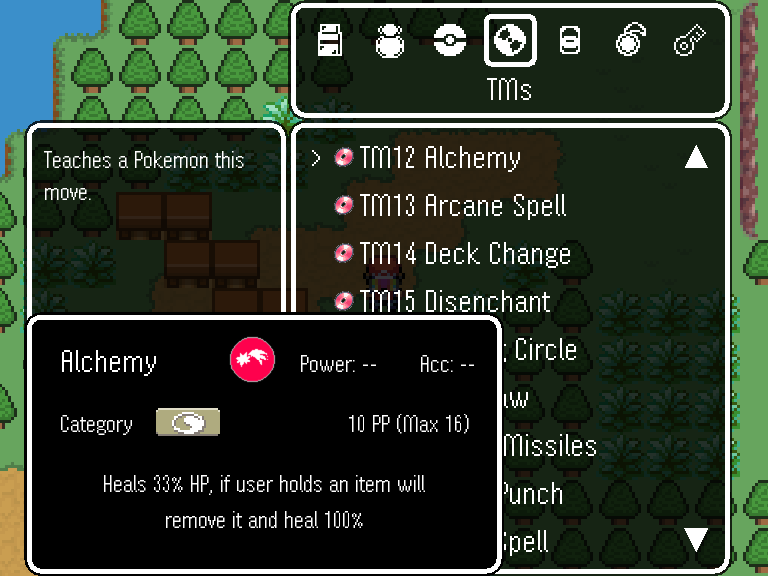 TMs
Teaches a Pokemon this
move.
> TM12 Alchemy
TM13 Arcane Spell
TM14 Deck Change
TM15 Disenchant
Circle
Missiles
Punch
Spell
Alchemy
Power: --
Acc: --
Category
10 PP (Max 16)
Heals 33% HP, if user holds an item will
remove it and heal 100%